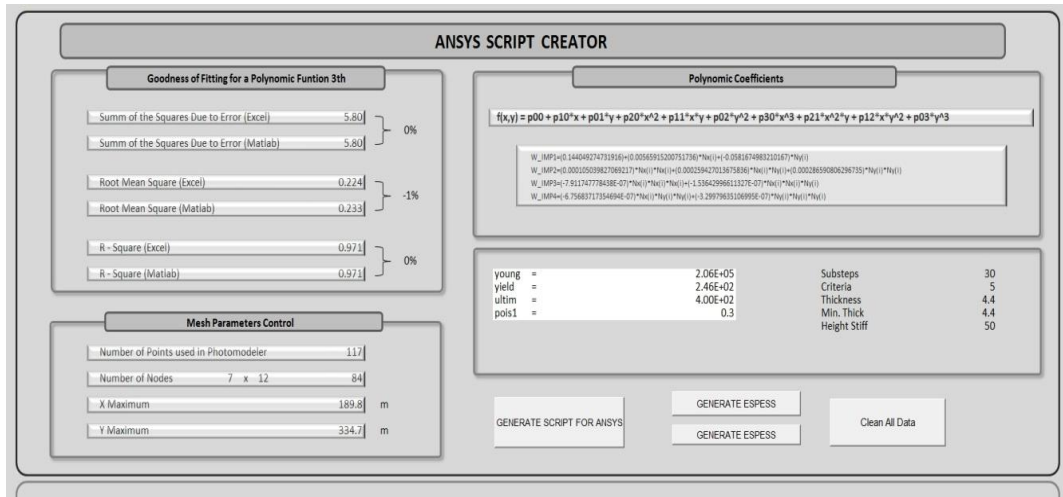 ANSYS SCRIPT CREATOR
Goodness of Fitting for a Polynomic Funtion 3th
Summ of the Squares Due to Error (Excel) 5.80
Summ of the Squares Due to Error (Matlab) 5.80
0%
Root Mean Square (Excel) 0.224
Root Mean Square (Matlab) 0.233
-1%
R - Square (Excel) 0.971
R - Square (Matlab) 0.971
0%
Mesh Parameters Control
Number of Points used in Photomodeler 117
Number of Nodes 7 x 12 84
X Maximum 189.8 m
Y Maximum 334.7 m
Polynomic Coefficients
f(x,y) = p00 + p10*x + p01*y + p20*x^2 + p11*x*y + p02*y^2 + p30*x^3 + p21*x^2*y + p12*x*y^2 + p03*y^3
W_IMP1=(0.144049274731916)+(0.00565915200751736)*Nx(i)+(-0.0581674983210167)*Ny(i)
W_IMP2=(0.000105039827069217)*Nx(i)*Nx(i)+(0.000259427013675836)*Nx(i)*Ny(i)+(0.000286590806296735)*Ny(i)*Ny(i)
W_IMP3=(-7.911747778438E-07)*Nx(i)*Nx(i)*Nx(i)+(-1.53642996611327E-07)*Nx(i)*Nx(i)*Ny(i)
W_IMP4=(-6.75683717354694E-07)*Nx(i)*Ny(i)*Ny(i)+(-3.29979635106995E-07)*Ny(i)*Ny(i)*Ny(i)
young = 2.06E+05
yield = 2.46E+02
ultim = 4.00E+02
pois1 = 0.3
Substeps 30
Criteria 5
Thickness 4.4
Min. Thick 4.4
Height Stiff 50
GENERATE SCRIPT FOR ANSYS
GENERATE ESPESS
GENERATE ESPESS
Clean All Data